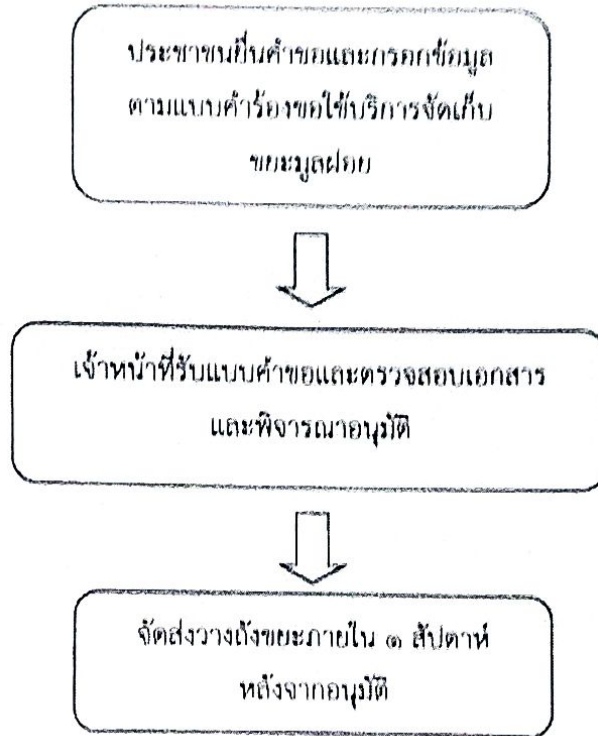 ประชาชนยื่นคำขอและกรอกข้อมูล
ตามแบบคำร้องขอใช้บริการจัดเก็บ
ขยะมูลฝอย
เจ้าหน้าที่รับแบบคำขอและตรวจสอบเอกสาร
และพิจารณาอนุมัติ
จัดส่งวางถังขยะภายใน ๑ สัปดาห์
หลังจากอนุมัติ